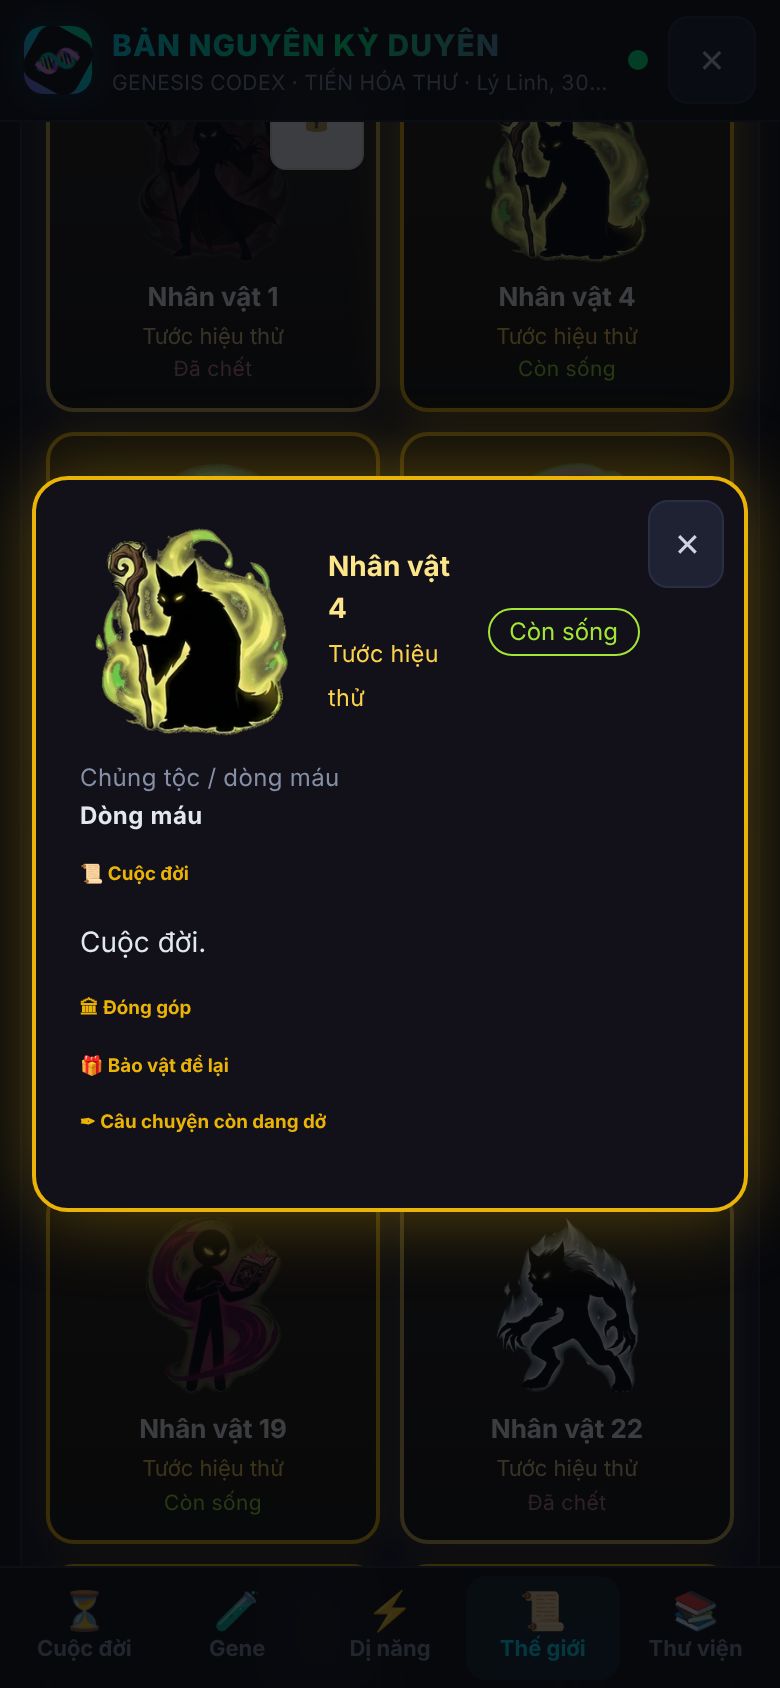 BẢN NGUYÊN KỲ DUYÊN
GENESIS CODEX · TIẾN HÓA THƯ · Lý Linh, 30...
×
Nhân vật 1
Tước hiệu thử
Đã chết
Nhân vật 4
Tước hiệu thử
Còn sống
×
Nhân vật
4
Tước hiệu
thử
Còn sống
Chủng tộc / dòng máu
Dòng máu
📜 Cuộc đời
Cuộc đời.
🏛 Đóng góp
🎁 Bảo vật để lại
✒ Câu chuyện còn dang dở
Nhân vật 19
Tước hiệu thử
Còn sống
Nhân vật 22
Tước hiệu thử
Đã chết
Cuộc đời
Gene
Dị năng
Thế giới
Thư viện